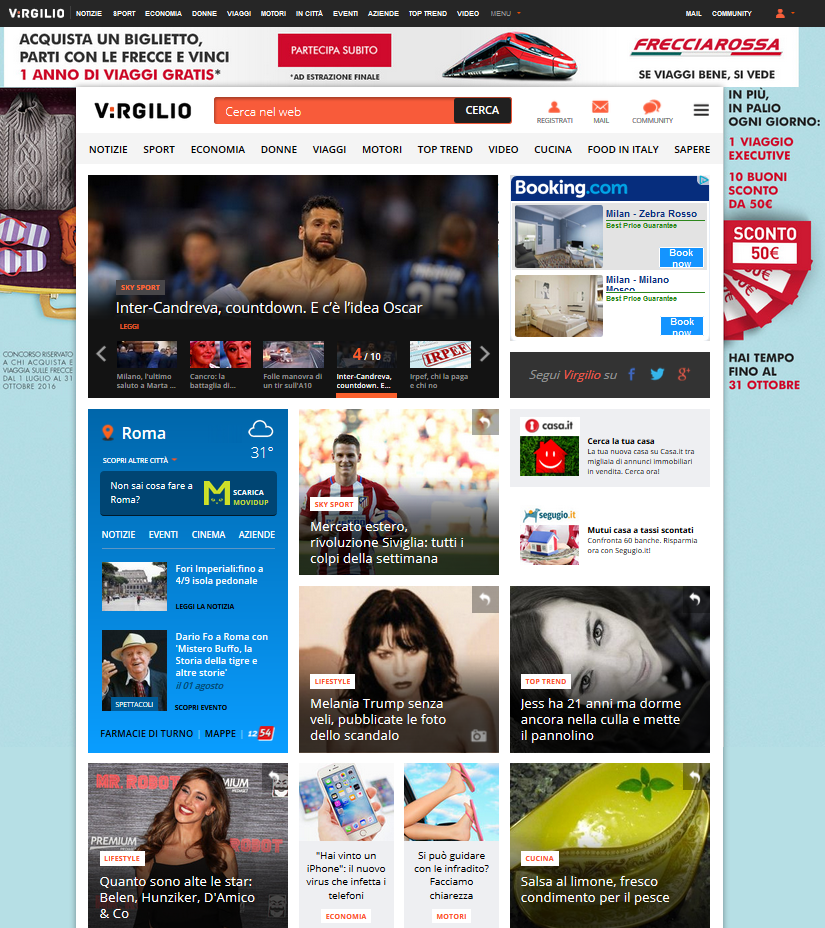 ViRGILIO NOTIZIE SPORT ECONOMIA DONNE VIAGGI MOTORI IN CITTÀ EVENTI AZIENDE TOP TREND VIDEO MENU MAIL COMMUNITY
ACQUISTA UN BIGLIETTO,
PARTI CON LE FRECCE E VINCI
1 ANNO DI VIAGGI GRATIS*
PARTECIPA SUBITO
*AD ESTRAZIONE FINALE
FRECCIAROSSA
SE VIAGGI BENE, SI VEDE
ViRGILIO
Cerca nel web
CERCA
REGISTRATI
MAIL
COMMUNITY
NOTIZIE SPORT ECONOMIA DONNE VIAGGI MOTORI TOP TREND VIDEO CUCINA FOOD IN ITALY SAPERE
IN PIÙ,
IN PALIO
OGNI GIORNO:
1 VIAGGIO
EXECUTIVE
10 BUONI
SCONTO
DA 50€
SCONTO
50€
HAI TEMPO
FINO AL
31 OTTOBRE
CONCORSO RISERVATO
A CHI ACQUISTA E
VIAGGIA SULLE FRECCE
DAL 1 LUGLIO AL 31
OTTOBRE 2016
SKY SPORT
Inter-Candreva, countdown. E c'è l'idea Oscar
LEGGI
4 / 10
IRPEF
Milano, l'ultimo
saluto a Marta ...
Cancro: la
battaglia di...
Folle manovra di
un tir sull'A10
Inter-Candreva,
countdown. E...
Irpef, chi la paga
e chi no
Booking.com
Milan - Zebra Rosso
Best Price Guarantee
Book
now
Milan - Milano
Mosco
Best Price Guarantee
Book
now
Segui Virgilio su
Roma
31°
SCOPRI ALTRE CITTÀ
Non sai cosa fare a
Roma?
SCARICA
MOVIDUP
NOTIZIE EVENTI CINEMA AZIENDE
Fori Imperiali:fino a
4/9 isola pedonale
LEGGI LA NOTIZIA
Dario Fo a Roma con
'Mistero Buffo, la
Storia della tigre e
altre storie'
il 01 agosto
SPETTACOLI
SCOPRI EVENTO
FARMACIE DI TURNO | MAPPE | 1254
SKY SPORT
Mercato estero,
rivoluzione Siviglia: tutti i
colpi della settimana
casa.it
Cerca la tua casa
La tua nuova casa su Casa.it tra
migliaia di annunci immobiliari
in vendita. Cerca ora!
segugio.it
Mutui casa a tassi scontati
Confronta 60 banche. Risparmia
ora con Segugio.it!
LIFESTYLE
Melania Trump senza
veli, pubblicate le foto
dello scandalo
TOP TREND
Jess ha 21 anni ma dorme
ancora nella culla e mette
il pannolino
MR. ROBOT
PREMIUM
ROBOT
LIFESTYLE
Quanto sono alte le star:
Belen, Hunziker, D'Amico
& Co
"Hai vinto un
iPhone": il nuovo
virus che infetta i
telefoni
ECONOMIA
Si può guidare
con le infradito?
Facciamo
chiarezza
MOTORI
CUCINA
Salsa al limone, fresco
condimento per il pesce